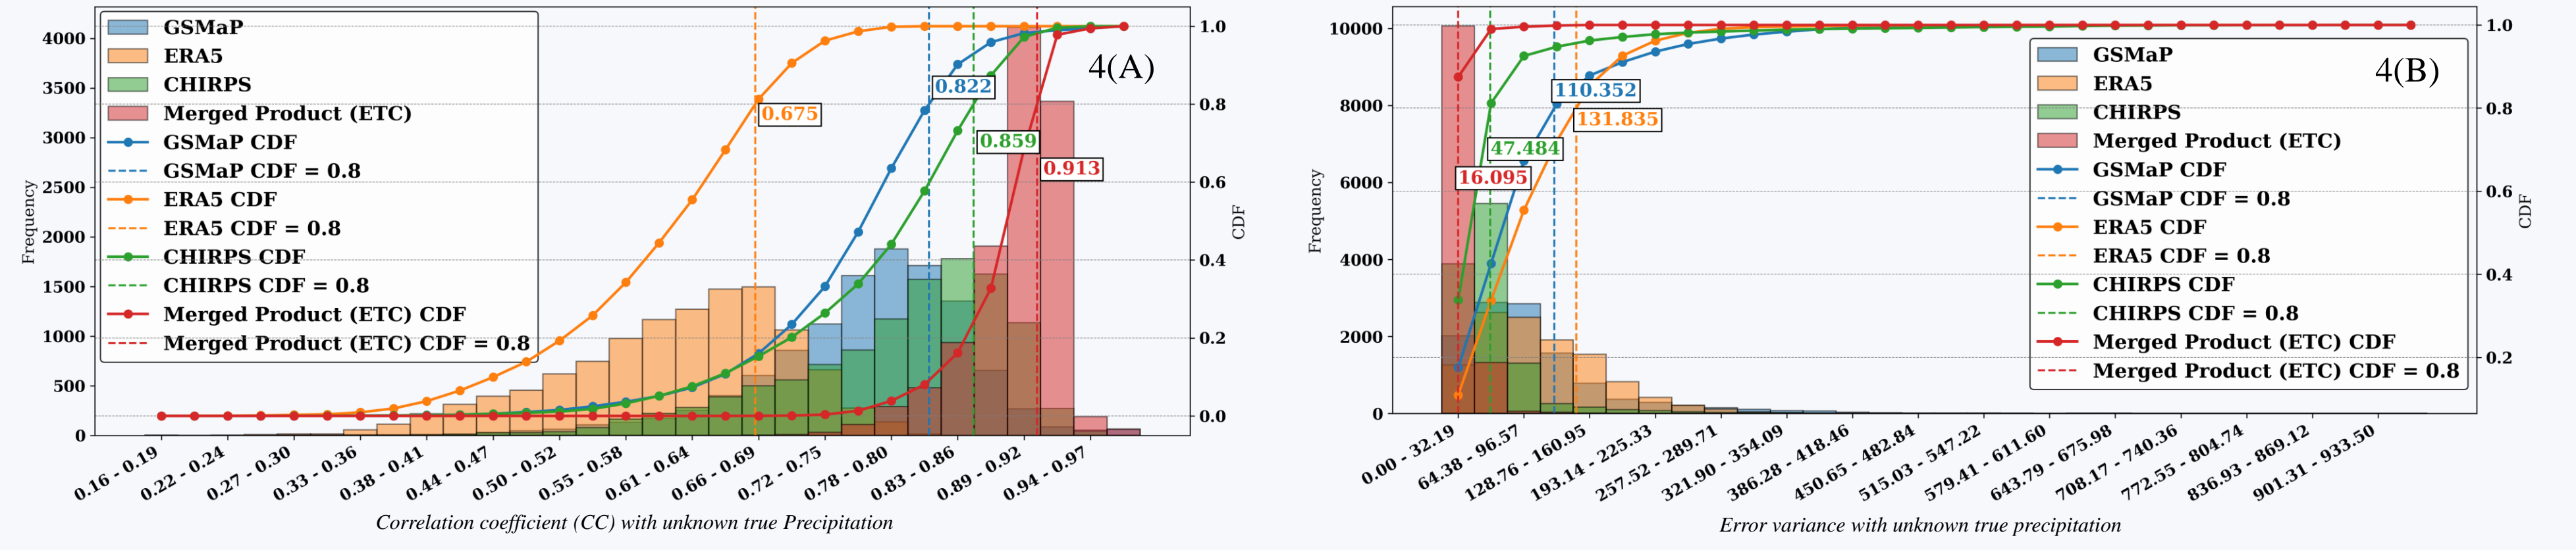 GSMaP
ERA5
CHIRPS
Merged Product (ETC)
GSMaP CDF
GSMaP CDF = 0.8
ERA5 CDF
ERA5 CDF = 0.8
CHIRPS CDF
CHIRPS CDF = 0.8
Merged Product (ETC) CDF
Merged Product (ETC) CDF = 0.8
4(A)
0.675
0.822
0.859
0.913
Frequency
4000
3500
3000
2500
2000
1500
1000
500
0
CDF
1.0
0.8
0.6
0.4
0.2
0.0
0.16 - 0.19
0.22 - 0.24
0.27 - 0.30
0.33 - 0.36
0.38 - 0.41
0.44 - 0.47
0.50 - 0.52
0.55 - 0.58
0.61 - 0.64
0.66 - 0.69
0.72 - 0.75
0.78 - 0.80
0.83 - 0.86
0.89 - 0.92
0.94 - 0.97
Correlation coefficient (CC) with unknown true Precipitation
Frequency
10000
8000
6000
4000
2000
0
110.352
131.835
47.484
16.095
GSMaP
ERA5
CHIRPS
Merged Product (ETC)
GSMaP CDF
GSMaP CDF = 0.8
ERA5 CDF
ERA5 CDF = 0.8
CHIRPS CDF
CHIRPS CDF = 0.8
Merged Product (ETC) CDF
Merged Product (ETC) CDF = 0.8
4(B)
CDF
1.0
0.8
0.6
0.4
0.2
0.00 - 32.19
64.38 - 96.57
128.76 - 160.95
193.14 - 225.33
257.52 - 289.71
321.90 - 354.09
386.28 - 418.46
450.65 - 482.84
515.03 - 547.22
579.41 - 611.60
643.79 - 675.98
708.17 - 740.36
772.55 - 804.74
836.93 - 869.12
901.31 - 933.50
Error variance with unknown true precipitation